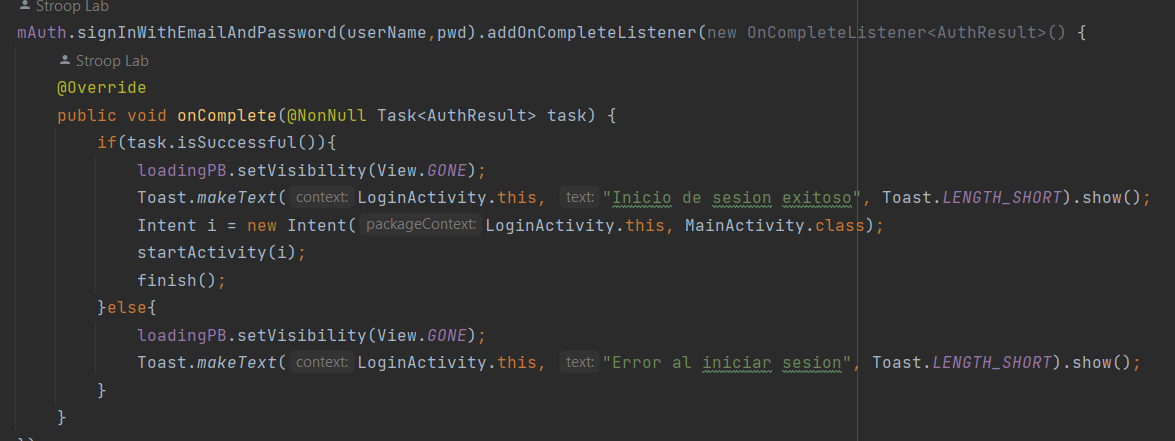 Stroop Lab
mAuth.signInWithEmailAndPassword(userName,pwd).addOnCompleteListener(new OnCompleteListener<AuthResult>() {
Stroop Lab
@Override
public void onComplete(@NonNull Task<AuthResult> task) {
if(task.isSuccessful()){
loadingPB.setVisibility(View.GONE);
Toast.makeText( context: LoginActivity.this, text: "Inicio de sesion exitoso", Toast.LENGTH_SHORT).show();
Intent i = new Intent( packageContext: LoginActivity.this, MainActivity.class);
startActivity(i);
finish();
}else{
loadingPB.setVisibility(View.GONE);
Toast.makeText( context: LoginActivity.this, text: "Error al iniciar sesion", Toast.LENGTH_SHORT).show();
}
}